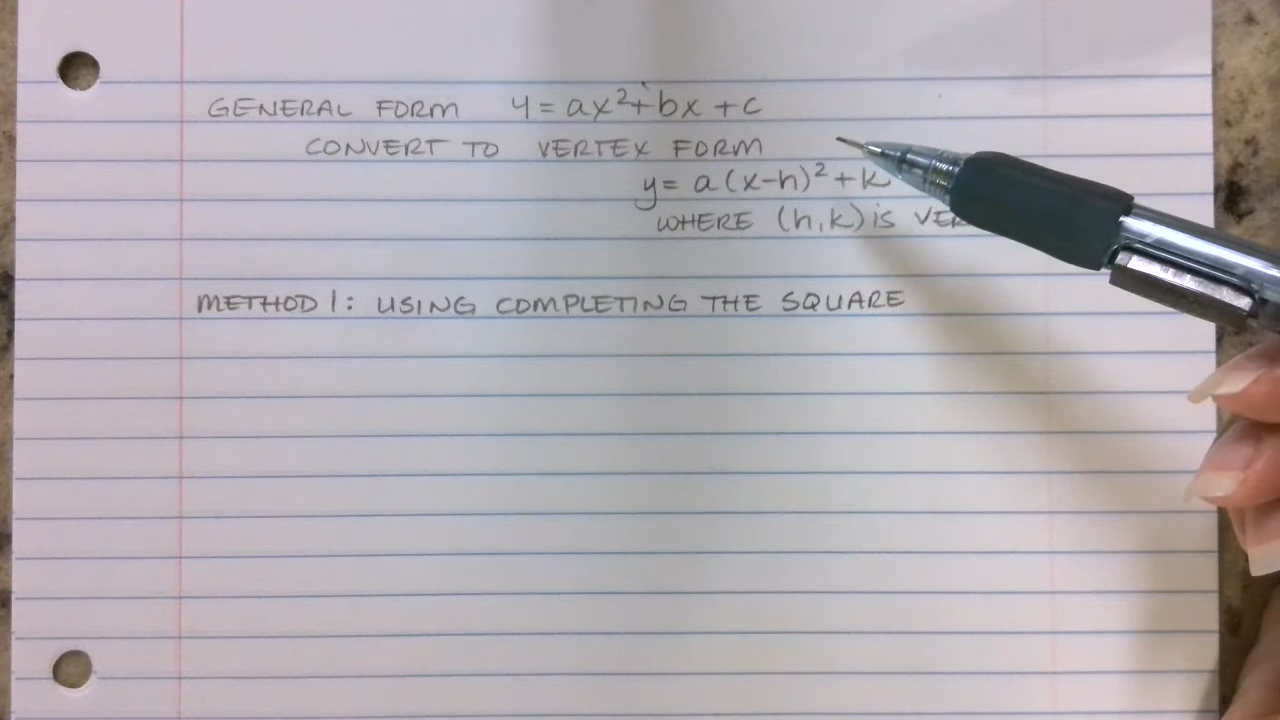 GENERAL FORM y = ax²+bx+c
CONVERT TO VERTEX FORM
y = a(x-h)²+k
WHERE (h,k) is
METHOD 1: USING COMPLETING THE SQUARE